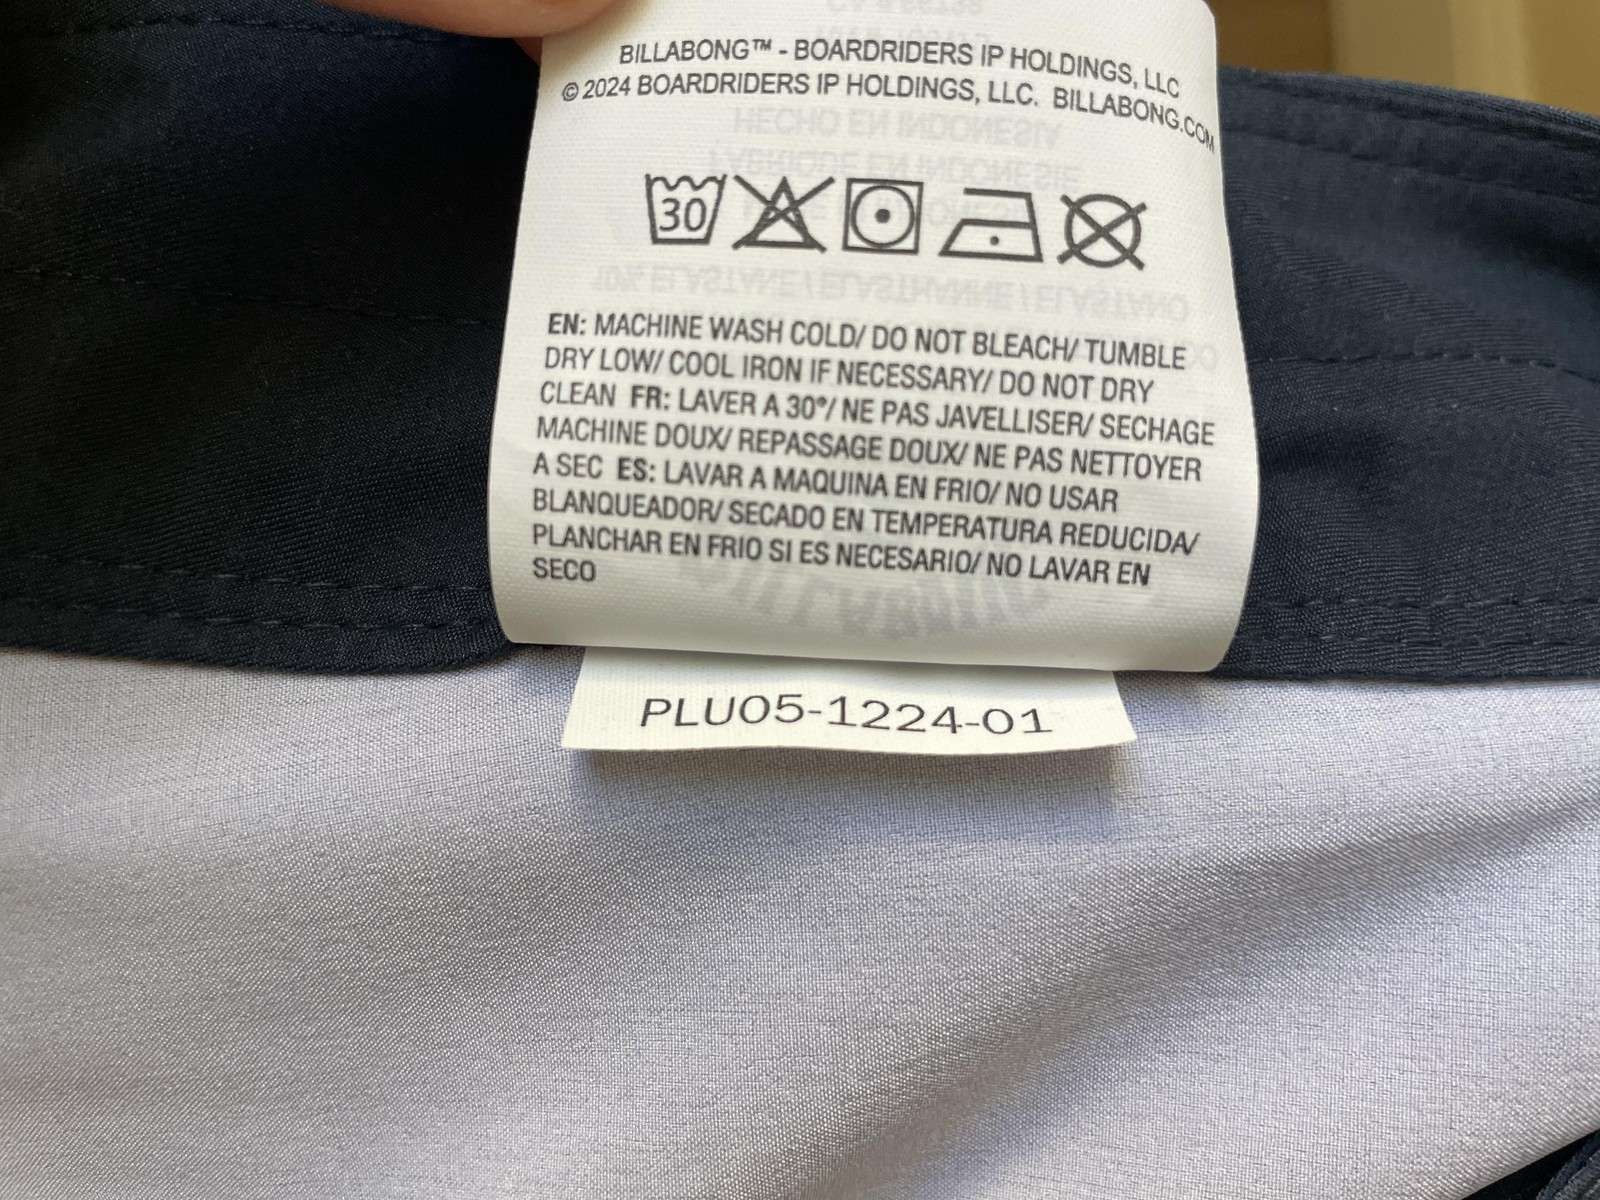 BILLABONG™ - BOARDRIDERS IP HOLDINGS, LLC
© 2024 BOARDRIDERS IP HOLDINGS, LLC. BILLABONG.COM
30
EN: MACHINE WASH COLD/ DO NOT BLEACH/ TUMBLE
DRY LOW/ COOL IRON IF NECESSARY/ DO NOT DRY
CLEAN FR: LAVER A 30°/ NE PAS JAVELLISER/ SECHAGE
MACHINE DOUX/ REPASSAGE DOUX/ NE PAS NETTOYER
A SEC ES: LAVAR A MAQUINA EN FRIO/ NO USAR
BLANQUEADOR/ SECADO EN TEMPERATURA REDUCIDA/
PLANCHAR EN FRIO SI ES NECESARIO/ NO LAVAR EN
SECO
PLU05-1224-01